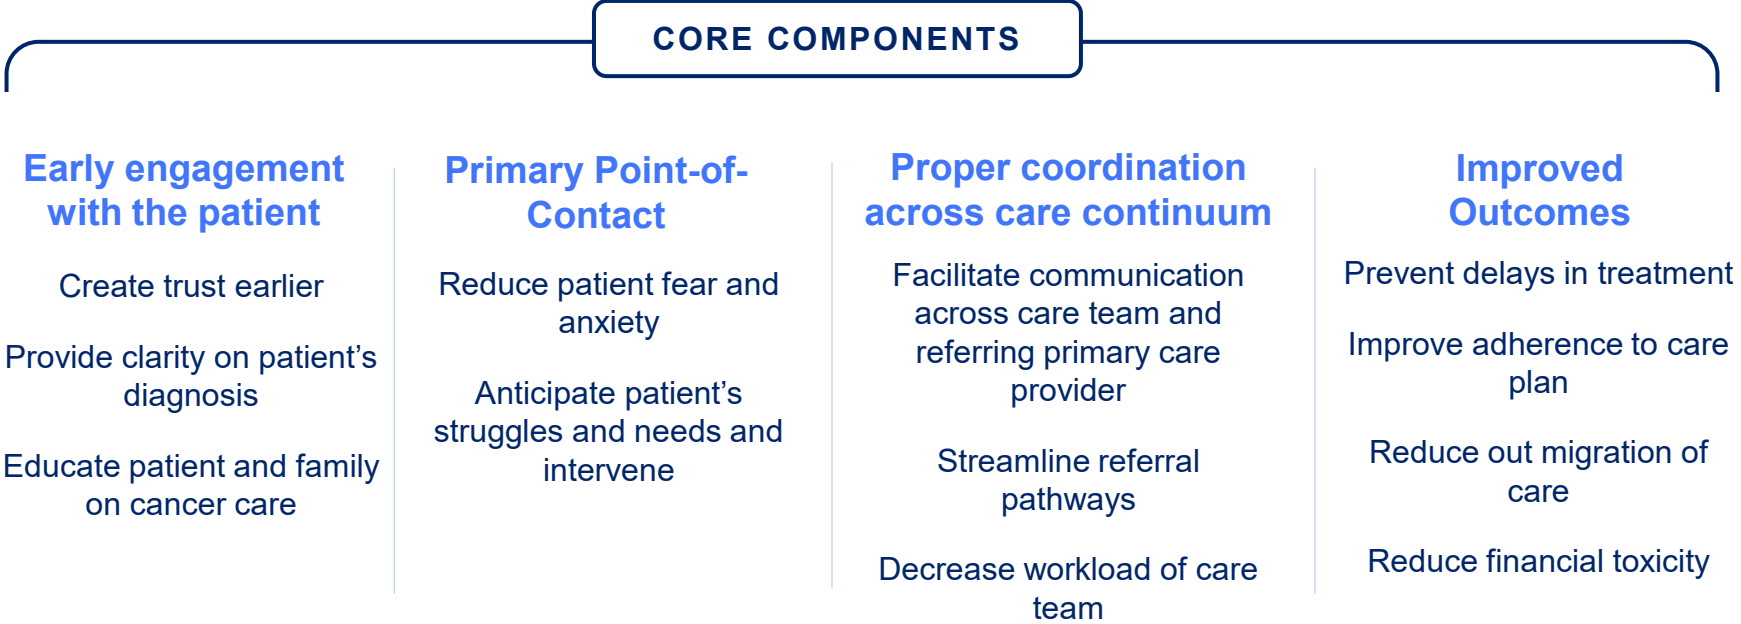 CORE COMPONENTS
Early engagement
with the patient
Create trust earlier
Provide clarity on patient’s
diagnosis
Educate patient and family
on cancer care
Primary Point-of-
Contact
Reduce patient fear and
anxiety
Anticipate patient’s
struggles and needs and
intervene
Proper coordination
across care continuum
Facilitate communication
across care team and
referring primary care
provider
Streamline referral
pathways
Decrease workload of care
team
Improved
Outcomes
Prevent delays in treatment
Improve adherence to care
plan
Reduce out migration of
care
Reduce financial toxicity